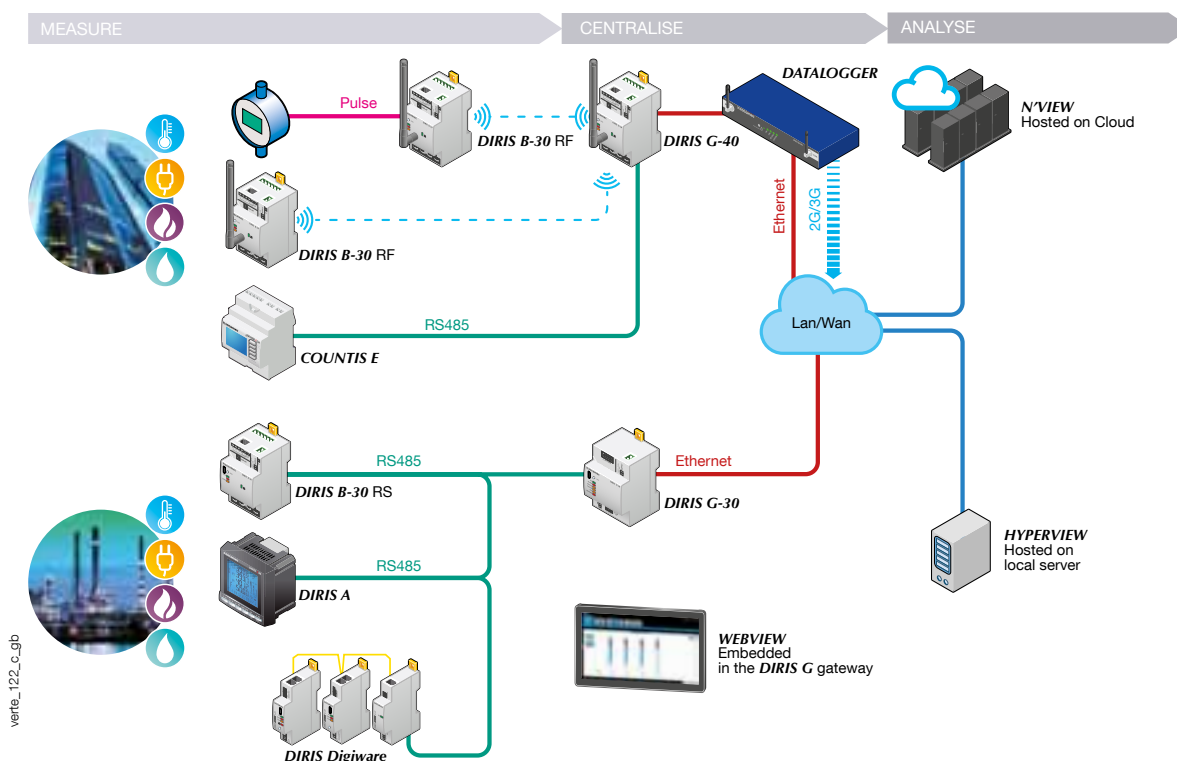 MEASURE
CENTRALISE
ANALYSE
DATALOGGER
N'VIEW
Hosted on Cloud
Pulse
DIRIS B-30 RF
DIRIS G-40
Ethernet
2G/3G
DIRIS B-30 RF
Lan/Wan
RS485
COUNTIS E
RS485
Ethernet
DIRIS B-30 RS
DIRIS G-30
HYPERVIEW
Hosted on
local server
RS485
DIRIS A
WEBVIEW
Embedded
in the DIRIS G gateway
verte_122_c_gb
DIRIS Digiware